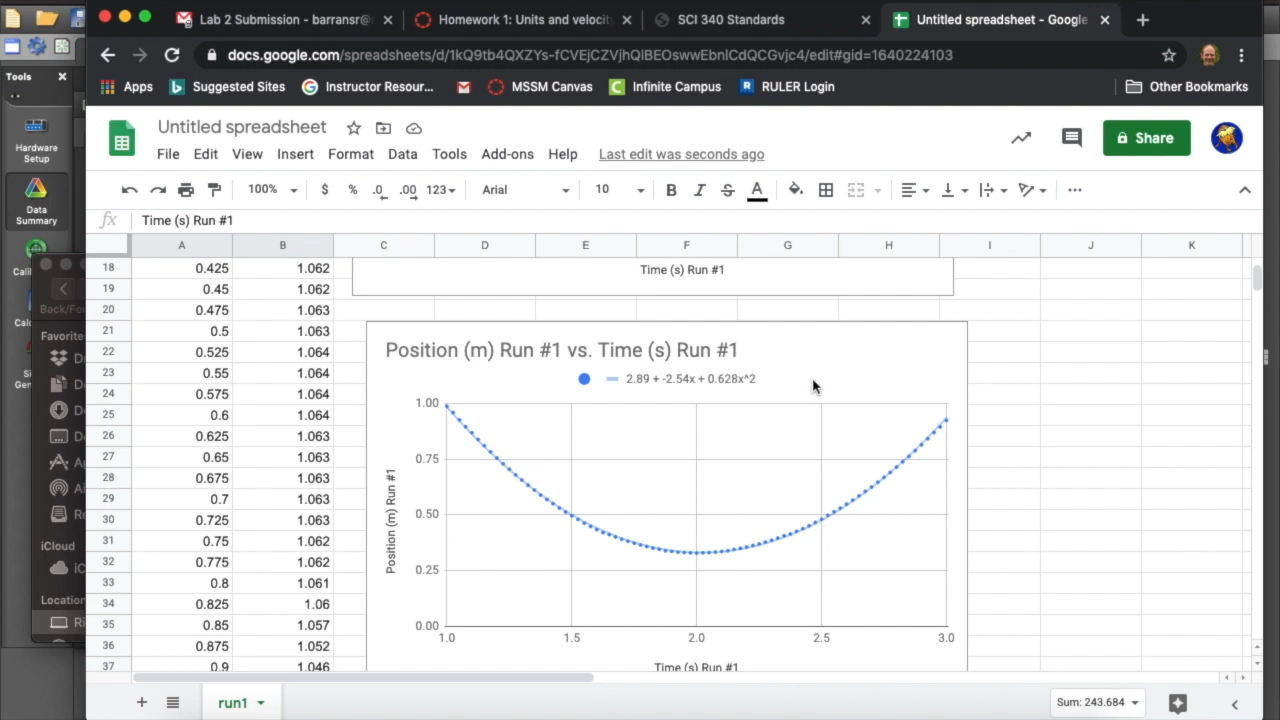 Lab 2 Submission - barransr@
Homework 1: Units and velocity
SCI 340 Standards
Untitled spreadsheet - Google
docs.google.com/spreadsheets/d/1kQ9tb4QXZYs-fCVEjCZVjhQIBEOswwEbnlCdQCGvjc4/edit#gid=1640224103
Apps
Suggested Sites
Instructor Resour...
MSSM Canvas
Infinite Campus
RULER Login
Other Bookmarks
Untitled spreadsheet
Share
File Edit View Insert Format Data Tools Add-ons Help Last edit was seconds ago
100% $ % .0 .00 123 Arial 10 B I S A
fx Time (s) Run #1
A B C D E F G H I J K
18 0.425 1.062
19 0.45 1.062
20 0.475 1.063
21 0.5 1.063
22 0.525 1.064
23 0.55 1.064
24 0.575 1.064
25 0.6 1.064
26 0.625 1.063
27 0.65 1.063
28 0.675 1.063
29 0.7 1.063
30 0.725 1.063
31 0.75 1.062
32 0.775 1.062
33 0.8 1.061
34 0.825 1.06
35 0.85 1.057
36 0.875 1.052
37 0.9 1.046
Time (s) Run #1
Position (m) Run #1 vs. Time (s) Run #1
2.89 + -2.54x + 0.628x^2
Position (m) Run #1
1.00
0.75
0.50
0.25
0.00
1.0 1.5 2.0 2.5 3.0
Time (s) Run #1
run1
Sum: 243.684
Tools
Hardware
Setup
Data
Summary
Back/Fo
Favorite
iCloud
Location